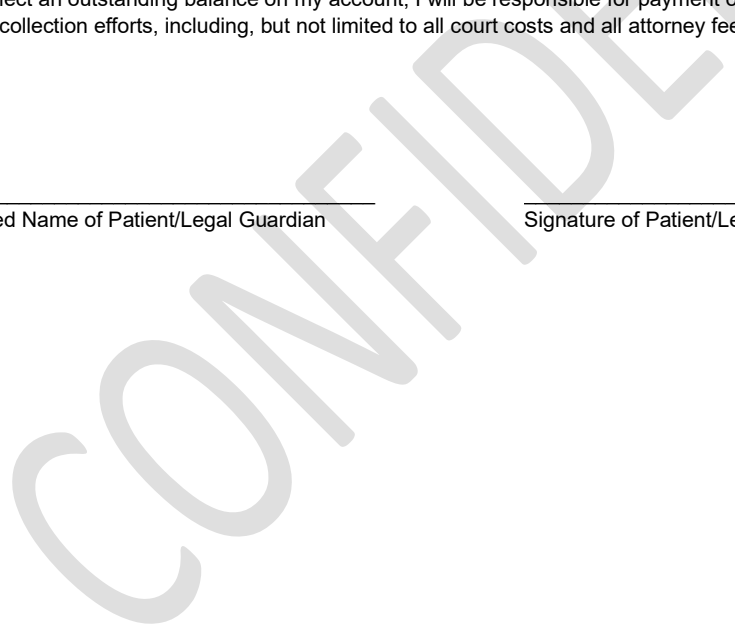 ect an outstanding balance on my account, I will be responsible for payment o
collection efforts, including, but not limited to all court costs and all attorney fee
ed Name of Patient/Legal Guardian Signature of Patient/Le
CONFIDE